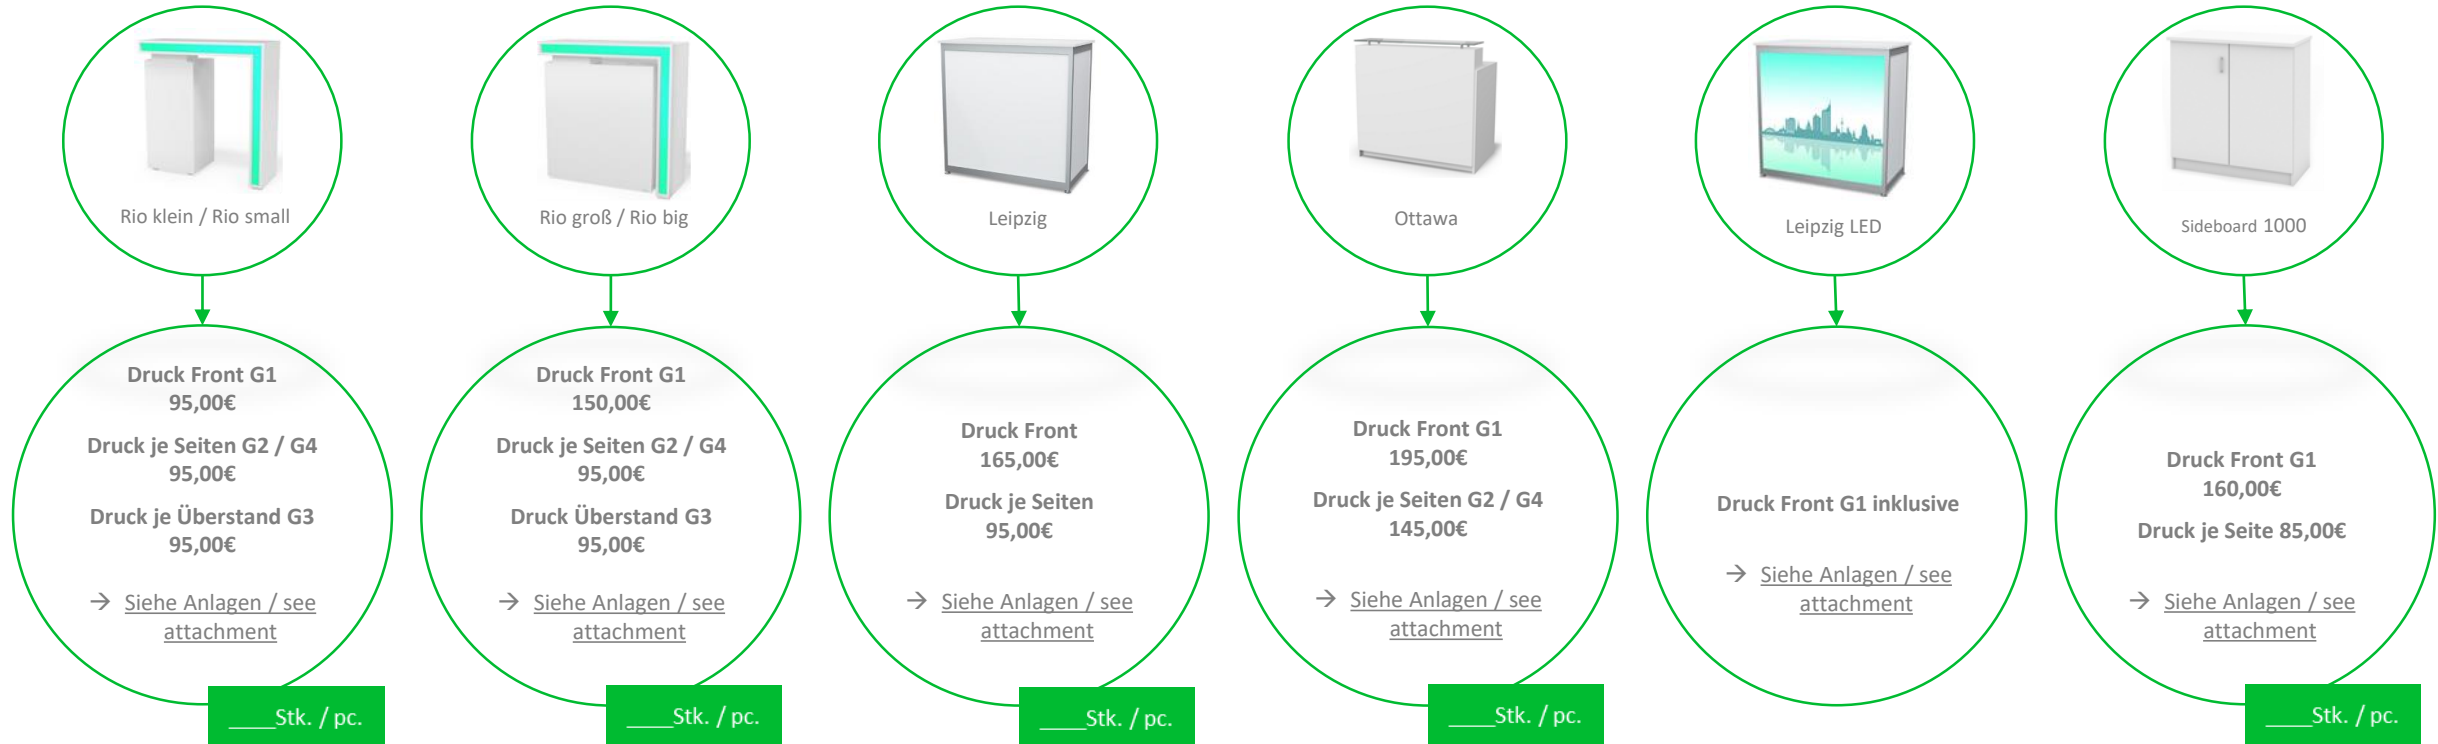 Rio klein / Rio small
Rio groß / Rio big
Leipzig
Ottawa
Leipzig LED
Sideboard 1000
Druck Front G1
95,00€
Druck je Seiten G2 / G4
95,00€
Druck je Überstand G3
95,00€
→ Siehe Anlagen / see
attachment
____Stk. / pc.
Druck Front G1
150,00€
Druck je Seiten G2 / G4
95,00€
Druck Überstand G3
95,00€
→ Siehe Anlagen / see
attachment
____Stk. / pc.
Druck Front
165,00€
Druck je Seiten
95,00€
→ Siehe Anlagen / see
attachment
____Stk. / pc.
Druck Front G1
195,00€
Druck je Seiten G2 / G4
145,00€
→ Siehe Anlagen / see
attachment
____Stk. / pc.
Druck Front G1 inklusive
→ Siehe Anlagen / see
attachment
Druck Front G1
160,00€
Druck je Seite 85,00€
→ Siehe Anlagen / see
attachment
____Stk. / pc.